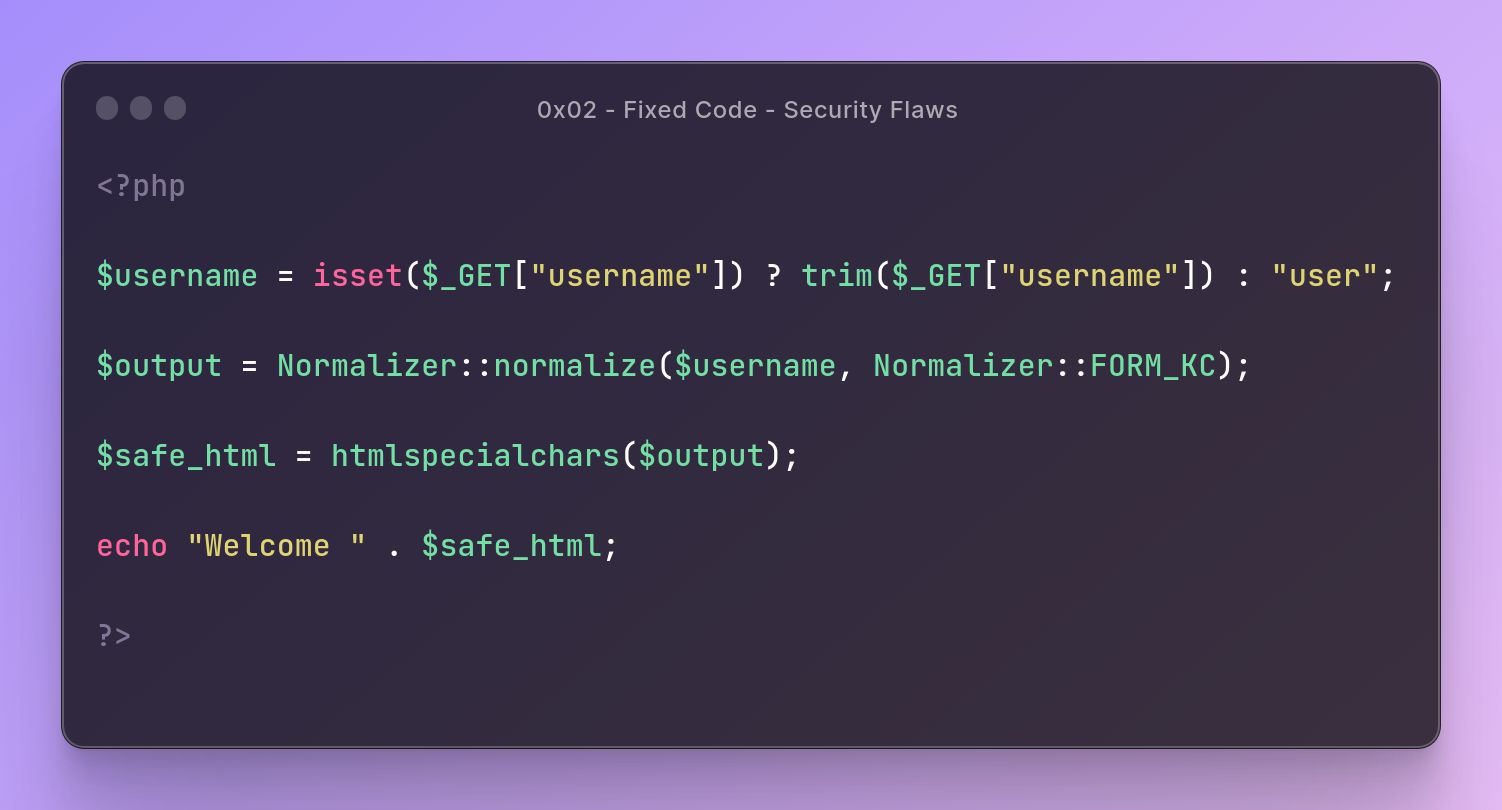 0x02 - Fixed Code - Security Flaws
<?php
$username = isset($_GET["username"]) ? trim($_GET["username"]) : "user";
$output = Normalizer::normalize($username, Normalizer::FORM_KC);
$safe_html = htmlspecialchars($output);
echo "Welcome " . $safe_html;
?>